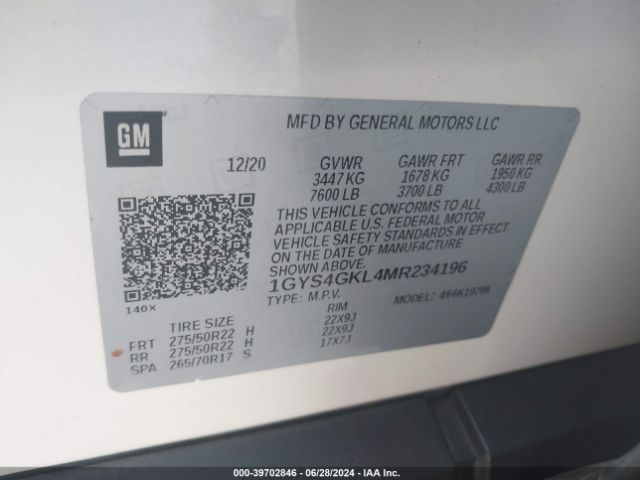 GM
MFD BY GENERAL MOTORS LLC
12/20 GVWR GAWR FRT GAWR RR
3447 KG 1678 KG 1950 KG
7600 LB 3700 LB 4300 LB
THIS VEHICLE CONFORMS TO ALL
APPLICABLE U.S. FEDERAL MOTOR
VEHICLE SAFETY STANDARDS IN EFFECT
ON THE DATE OF MANUFACTURE
SHOWN ABOVE.
1GYS4GKL4MR234196
TYPE: M.P.V. MODEL: 4S6K10706
140X
TIRE SIZE RIM
FRT 275/50R22 H 22X9J
RR 275/50R22 H 22X9J
SPA 265/70R17 S 17X7J
000-39702846 - 06/28/2024 - IAA Inc.